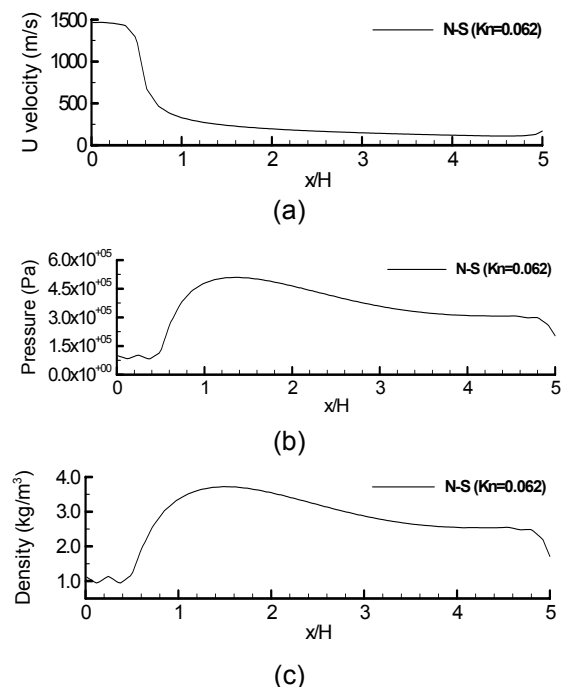 U velocity (m/s)
1500
1000
500
0
N-S (Kn=0.062)
0 1 2 3 4 5
x/H
(a)
Pressure (Pa)
6.0x10+05
4.5x10+05
3.0x10+05
1.5x10+05
0.0x10+00
N-S (Kn=0.062)
0 1 2 3 4 5
x/H
(b)
Density (kg/m³)
4.0
3.0
2.0
1.0
N-S (Kn=0.062)
0 1 2 3 4 5
x/H
(c)